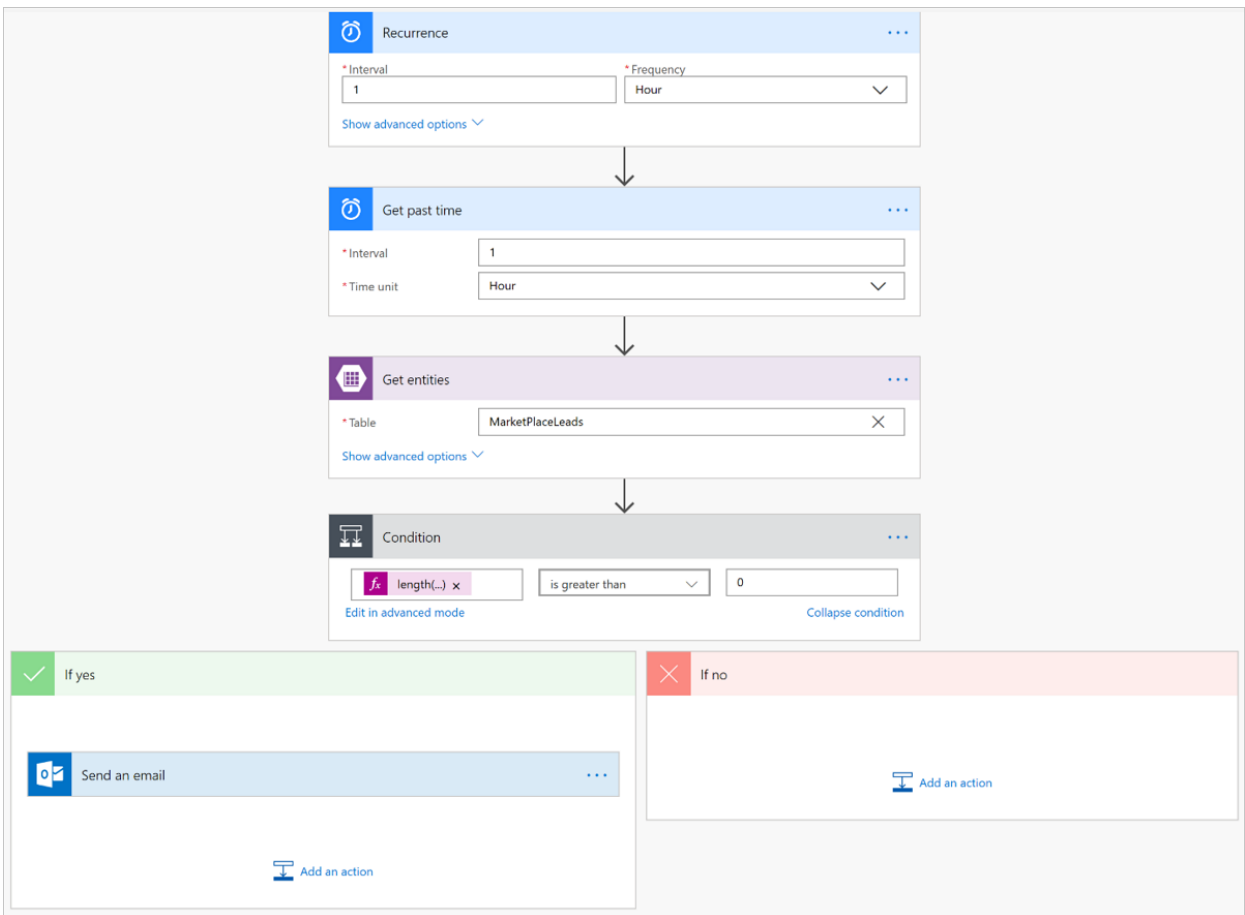 Recurrence ...
* Interval * Frequency
1 Hour
Show advanced options
Get past time ...
* Interval 1
* Time unit Hour
Get entities ...
* Table MarketPlaceLeads
Show advanced options
Condition ...
fx length(...) x is greater than 0
Edit in advanced mode Collapse condition
If yes If no
Send an email ...
Add an action
Add an action